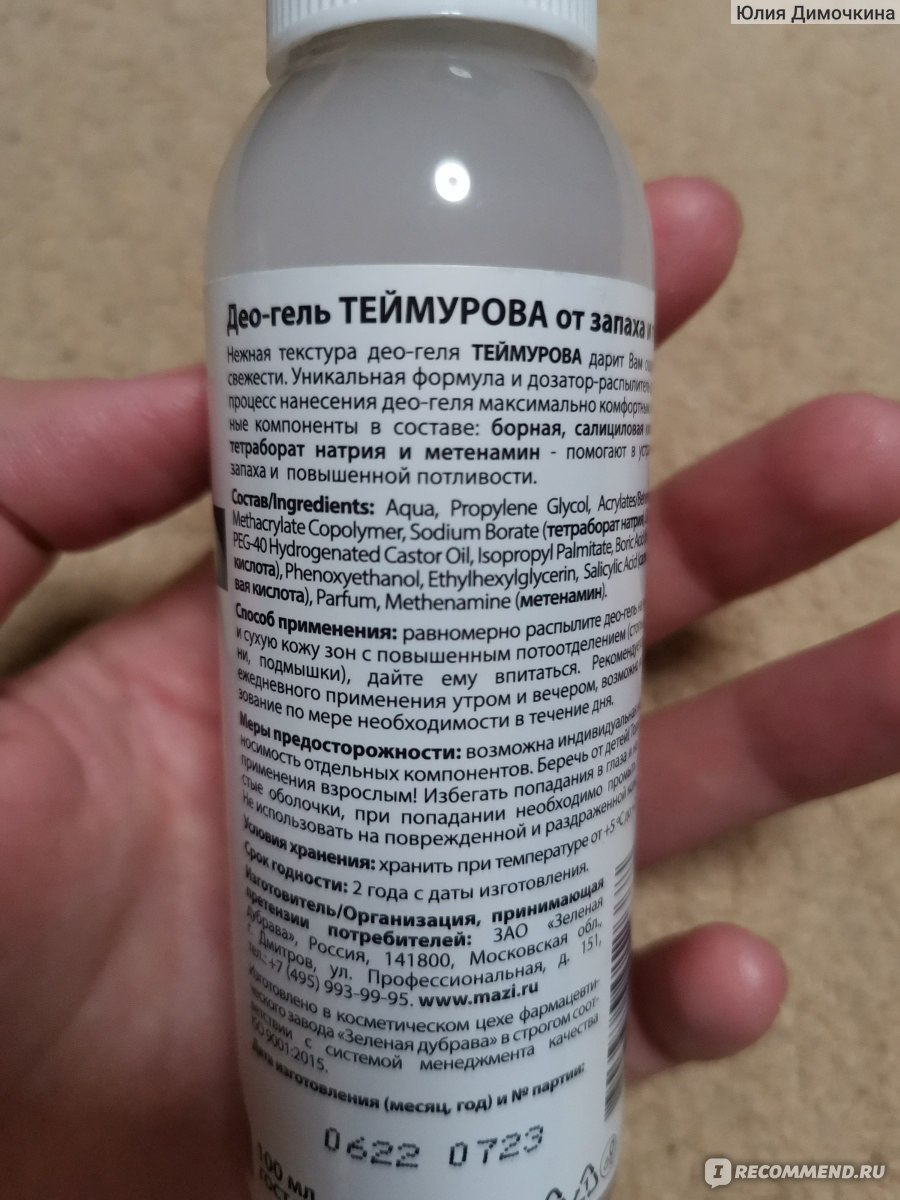 Юлия Димочкина
Део-гель ТЕЙМУРОВА от запаха и
Нежная текстура део-геля ТЕЙМУРОВА дарит Вам
свежести. Уникальная формула и дозатор-распылитель
процесс нанесения део-геля максимально комфортным
ные компоненты в составе: борная, салициловая
тетраборат натрия и метенамин - помогают в
запаха и повышенной потливости.
Состав/Ingredients: Aqua, Propylene Glycol, Acrylates/
Methacrylate Copolymer, Sodium Borate (тетраборат натрия,
PEG-40 Hydrogenated Castor Oil, Isopropyl Palmitate, Boric Acid
кислота), Phenoxyethanol, Ethylhexylglycerin, Salicylic Acid
вая кислота), Parfum, Methenamine (метенамин).
Способ применения: равномерно распылите део-гель
и сухую кожу зон с повышенным потоотделением
ни, подмышки), дайте ему впитаться.
ежедневного применения утром и вечером, возможно
зование по мере необходимости в течение дня.
Меры предосторожности: возможна индивидуальная
носимость отдельных компонентов. Беречь от детей!
применения взрослым! Избегать попадания в глаза и
стые оболочки, при попадании необходимо
Не использовать на поврежденной и раздраженной
Условия хранения: хранить при температуре от +5 °C
Срок годности: 2 года с даты изготовления.
Изготовитель/Организация, принимающая
претензии потребителей: ЗАО «Зеленая
дубрава», Россия, 141800, Московская обл.,
г. Дмитров, ул. Профессиональная, д. 151,
тел.: +7 (495) 993-99-95. www.mazi.ru
Изготовлено в косметическом цехе фармацевти-
ческого завода «Зеленая дубрава» в строгом соот-
ветствии с системой менеджмента качества
ISO 9001:2015.
Дата изготовления (месяц, год) и № партии:
0622 0723
100 мл
IRECOMMEND.RU